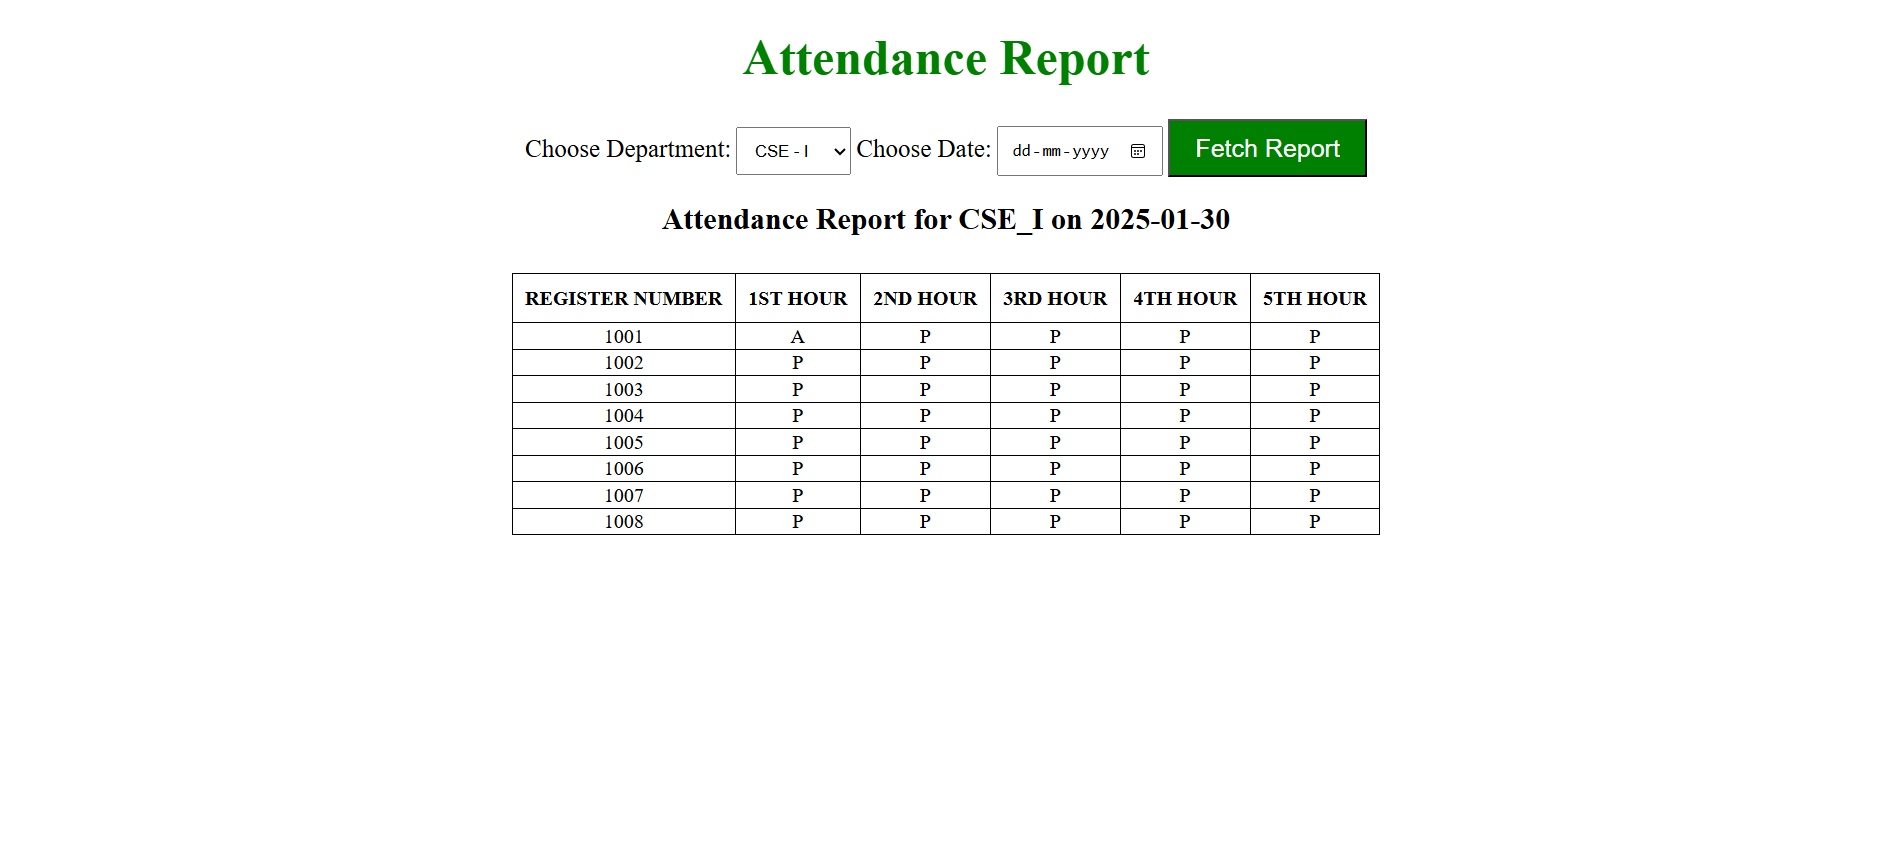 Attendance Report
Choose Department: CSE - I Choose Date: dd-mm-yyyy Fetch Report
Attendance Report for CSE_I on 2025-01-30
REGISTER NUMBER 1ST HOUR 2ND HOUR 3RD HOUR 4TH HOUR 5TH HOUR
1001 A P P P P
1002 P P P P P
1003 P P P P P
1004 P P P P P
1005 P P P P P
1006 P P P P P
1007 P P P P P
1008 P P P P P